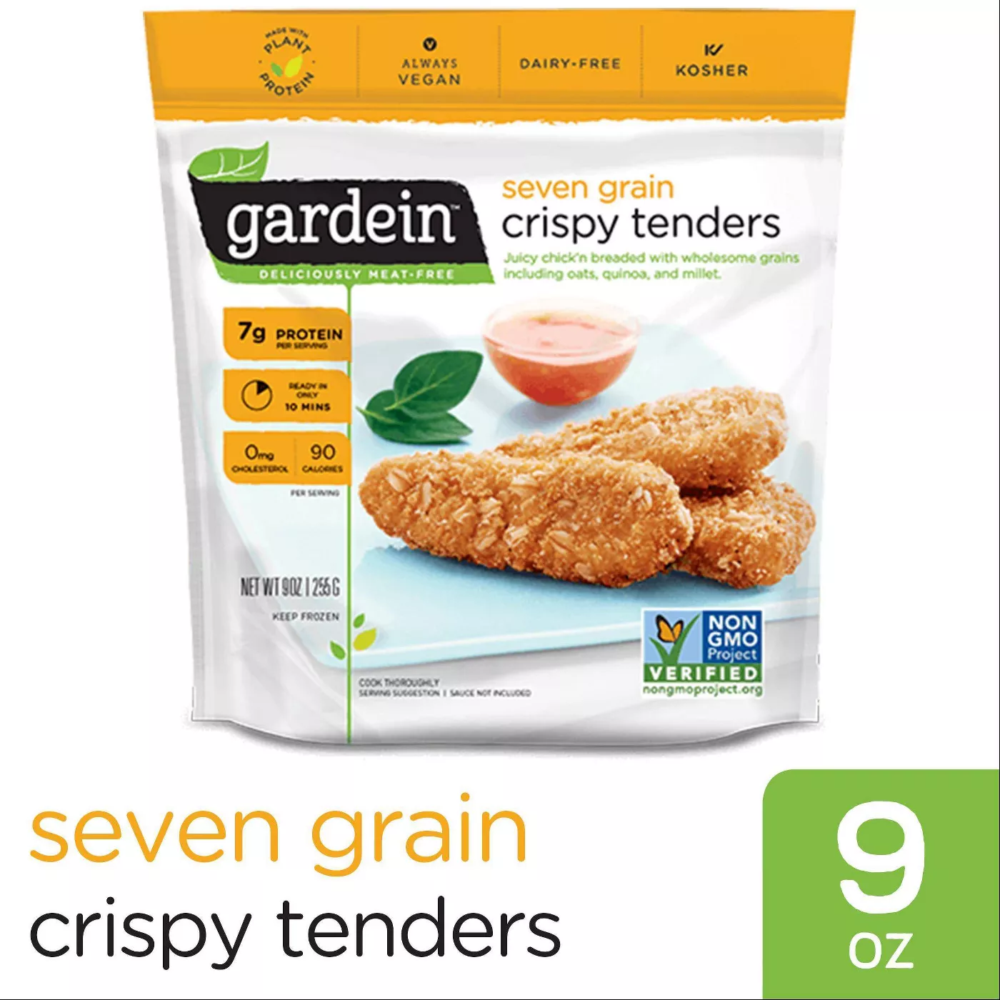 MADE WITH
PLANT
PROTEIN
V
ALWAYS
VEGAN
DAIRY-FREE
K
KOSHER
gardein™
DELICIOUSLY MEAT-FREE
seven grain
crispy tenders
Juicy chick'n breaded with wholesome grains
including oats, quinoa, and millet.
7g PROTEIN
PER SERVING
READY IN
ONLY
10 MINS
0mg
CHOLESTEROL
90
CALORIES
PER SERVING
NET WT 9OZ | 255G
KEEP FROZEN
COOK THOROUGHLY
SERVING SUGGESTION | SAUCE NOT INCLUDED
NON
GMO
Project
VERIFIED
nongmoproject.org
seven grain
crispy tenders
9
OZ